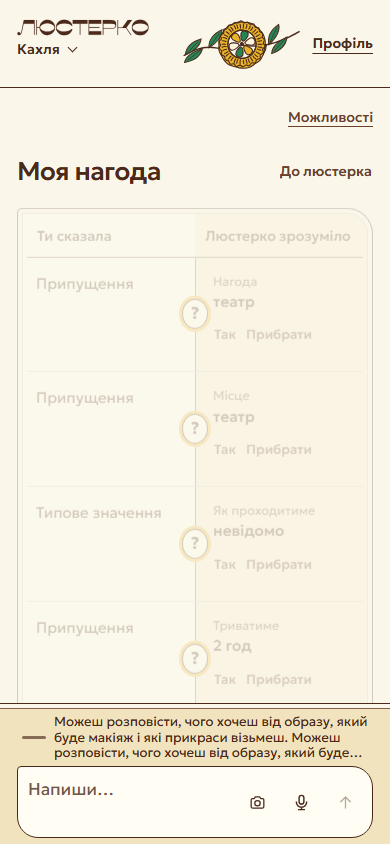 ЛЮСТЕРКО
Кахля
Профіль
Можливості
Моя нагода
До люстерка
Ти сказала
Люстерко зрозуміло
Припущення
Нагода
театр
?
Так Прибрати
Припущення
Місце
театр
?
Так Прибрати
Типове значення
Як проходитиме
невідомо
?
Так Прибрати
Припущення
Триватиме
2 год
?
Так Прибрати
Можеш розповісти, чого хочеш від образу, який
буде макіяж і які прикраси візьмеш. Можеш
розповісти, чого хочеш від образу, який буде…
Напиши…